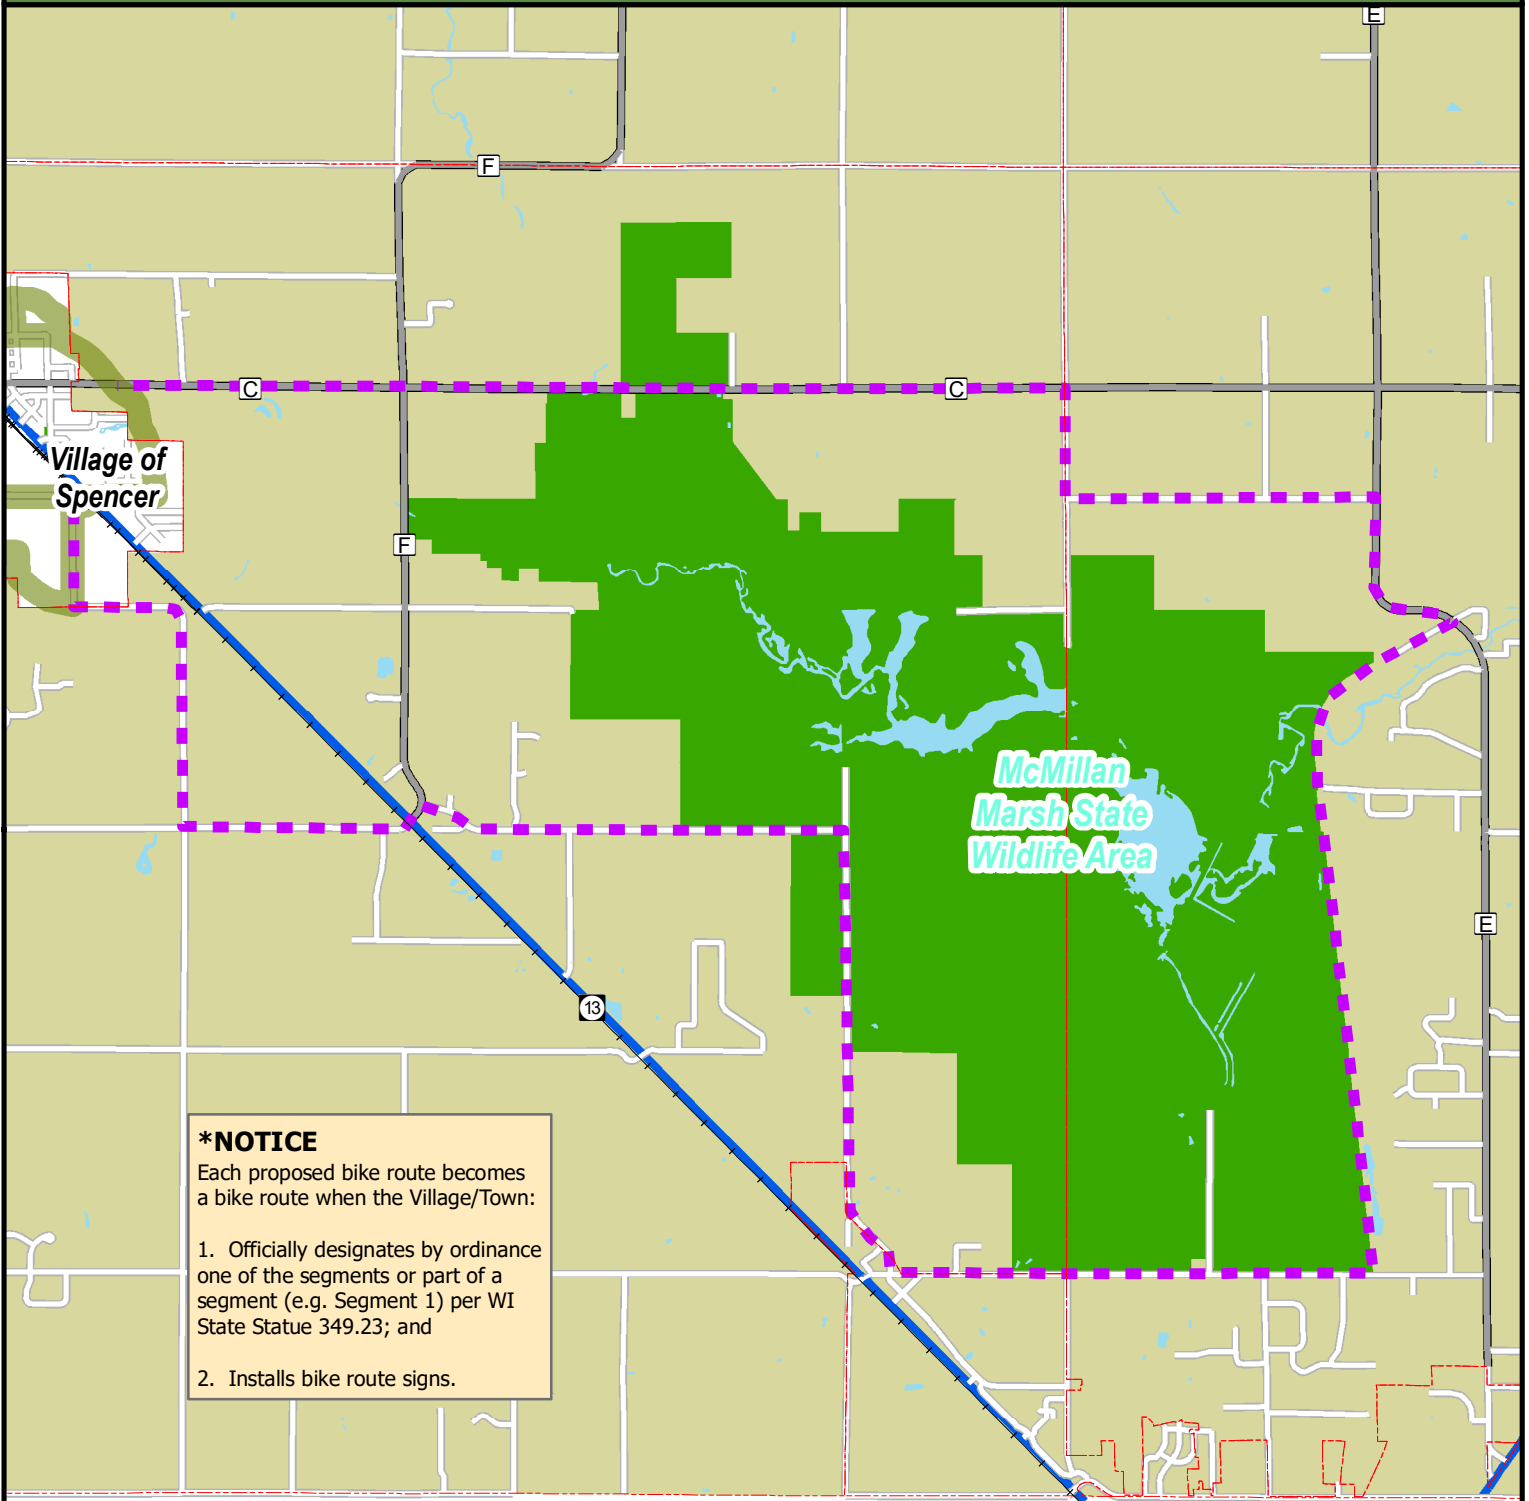 E
F
C
C
Village of
Spencer
F
McMillan
Marsh State
Wildlife Area
E
13
*NOTICE
Each proposed bike route becomes
a bike route when the Village/Town:
1. Officially designates by ordinance
one of the segments or part of a
segment (e.g. Segment 1) per WI
State Statue 349.23; and
2. Installs bike route signs.